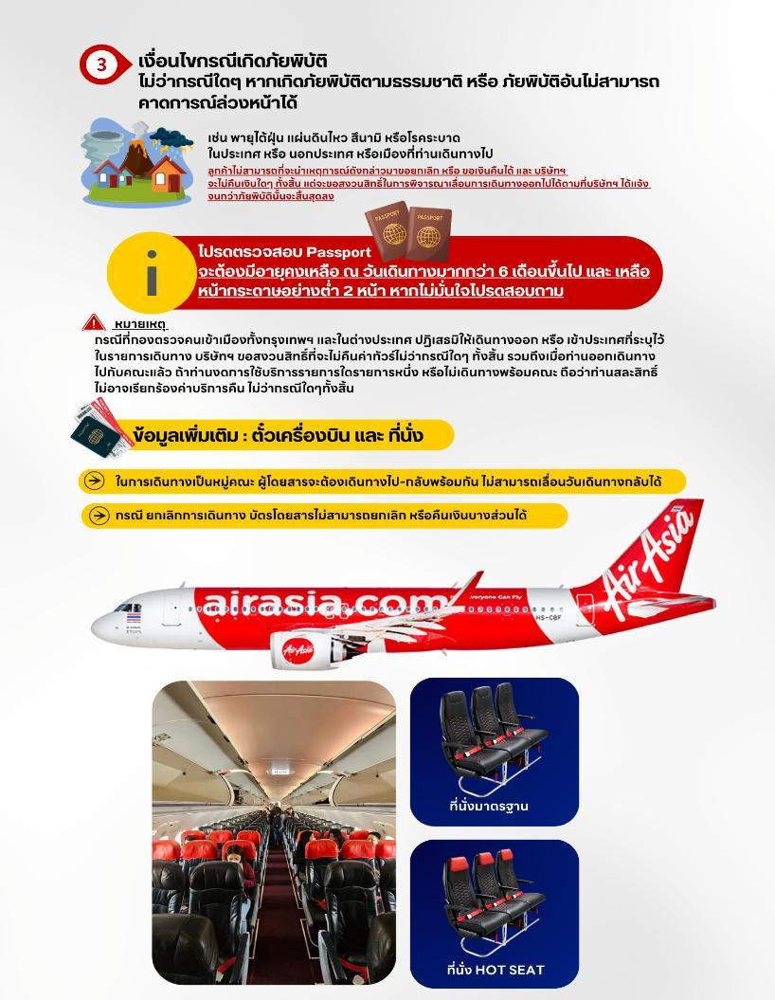 3
เงื่อนไขกรณีเกิดภัยพิบัติ
ไม่ว่ากรณีใดๆ หากเกิดภัยพิบัติตามธรรมชาติ หรือ ภัยพิบัติอันไม่สามารถ
คาดการณ์ล่วงหน้าได้
เช่น พายุไต้ฝุ่น แผ่นดินไหว สึนามิ หรือโรคระบาด
ในประเทศ หรือ นอกประเทศ หรือเมืองที่ท่านเดินทางไป
ลูกค้าไม่สามารถที่จะนำเหตุการณ์ดังกล่าวมาขอยกเลิก หรือ ขอเงินคืนได้ และ บริษัทฯ
จะไม่คืนเงินใดๆ ทั้งสิ้น แต่จะขอสงวนสิทธิ์ในการพิจารณาเลื่อนการเดินทางออกไปได้ตามที่บริษัทฯ ได้แจ้ง
จนกว่าภัยพิบัตินั้นจะสิ้นสุดลง
PASSPORT
PASSPORT
i
โปรดตรวจสอบ Passport
จะต้องมีอายุคงเหลือ ณ วันเดินทางมากกว่า 6 เดือนขึ้นไป และ เหลือ
หน้ากระดาษอย่างต่ำ 2 หน้า หากไม่มั่นใจโปรดสอบถาม
หมายเหตุ
กรณีที่กองตรวจคนเข้าเมืองทั้งกรุงเทพฯ และในต่างประเทศ ปฏิเสธมิให้เดินทางออก หรือ เข้าประเทศที่ระบุไว้
ในรายการเดินทาง บริษัทฯ ขอสงวนสิทธิ์ที่จะไม่คืนค่าทัวร์ไม่ว่ากรณีใดๆ ทั้งสิ้น รวมถึงเมื่อท่านออกเดินทาง
ไปกับคณะแล้ว ถ้าท่านงดการใช้บริการรายการใดรายการหนึ่ง หรือไม่เดินทางพร้อมคณะ ถือว่าท่านสละสิทธิ์
ไม่อาจเรียกร้องค่าบริการคืน ไม่ว่ากรณีใดๆทั้งสิ้น
PASSPORT
ข้อมูลเพิ่มเติม : ตั๋วเครื่องบิน และ ที่นั่ง
ในการเดินทางเป็นหมู่คณะ ผู้โดยสารจะต้องเดินทางไป-กลับพร้อมกัน ไม่สามารถเลื่อนวันเดินทางกลับได้
กรณี ยกเลิกการเดินทาง บัตรโดยสารไม่สามารถยกเลิก หรือคืนเงินบางส่วนได้
AirAsia
airasia.com
Everyone Can Fly
HS-CBF
AirAsia
ที่นั่งมาตรฐาน
ที่นั่ง HOT SEAT